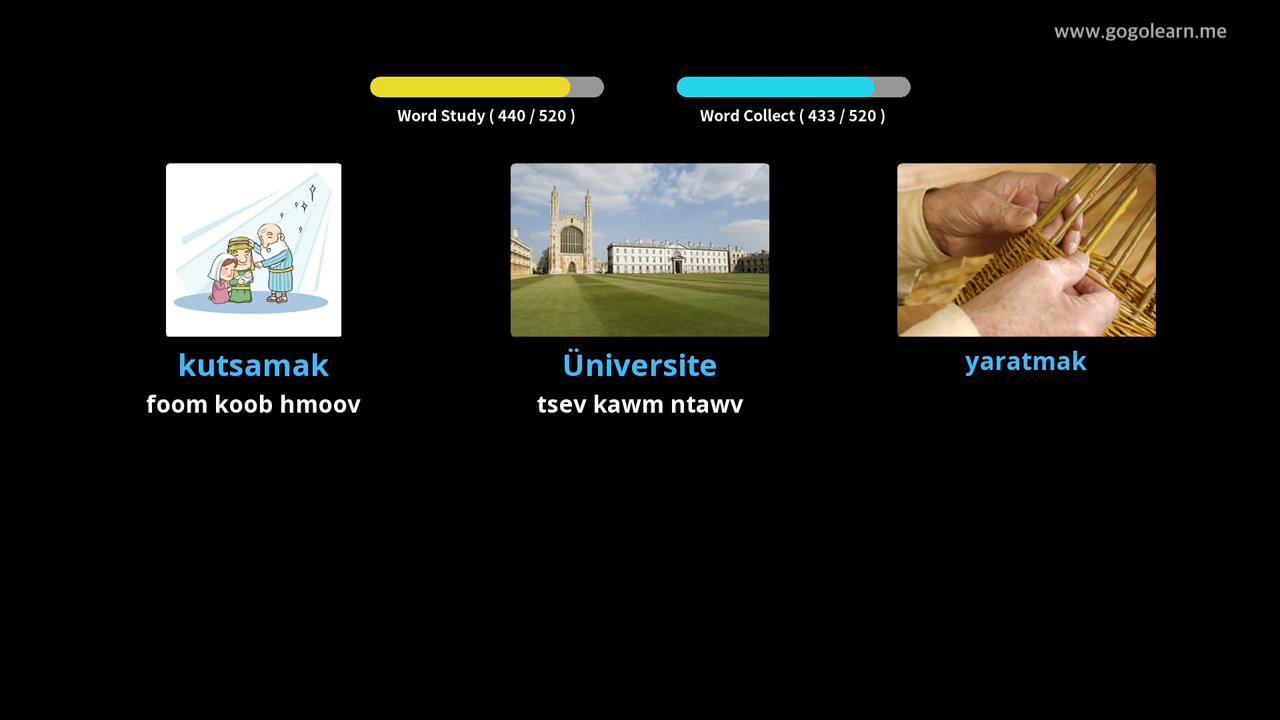 www.gogolearn.me
Word Study ( 440 / 520 )
Word Collect ( 433 / 520 )
kutsamak
foom koob hmoov
Üniversite
tsev kawm ntawv
yaratmak